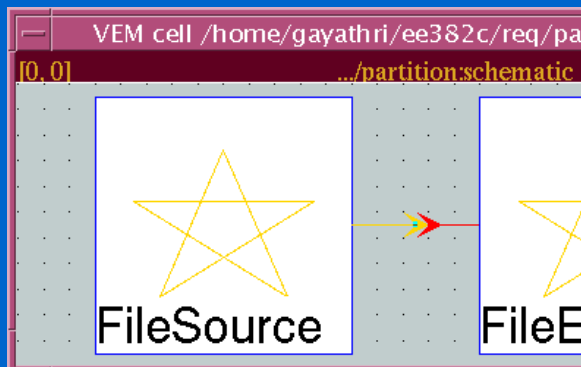 VEM cell /home/gayathri/ee382c/req/pa
[0, 0] .../partition:schematic
FileSource FileE